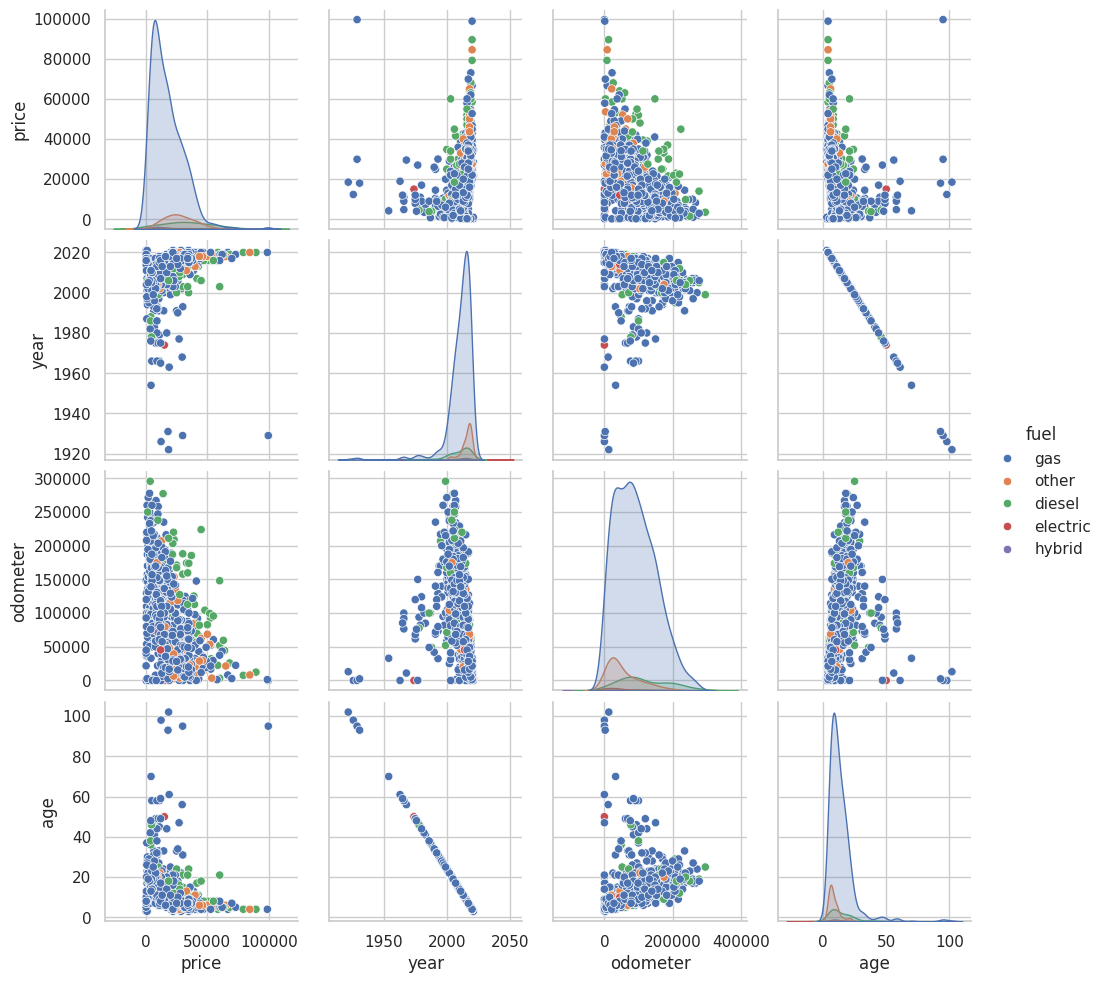 100000
80000
60000
40000
20000
0
price
2020
2000
1980
1960
1940
1920
year
fuel
gas
other
diesel
electric
hybrid
300000
250000
200000
150000
100000
50000
0
odometer
100
80
60
40
20
0
age
0 50000 100000
1950 2000 2050
0 200000 400000
0 50 100
price year odometer age